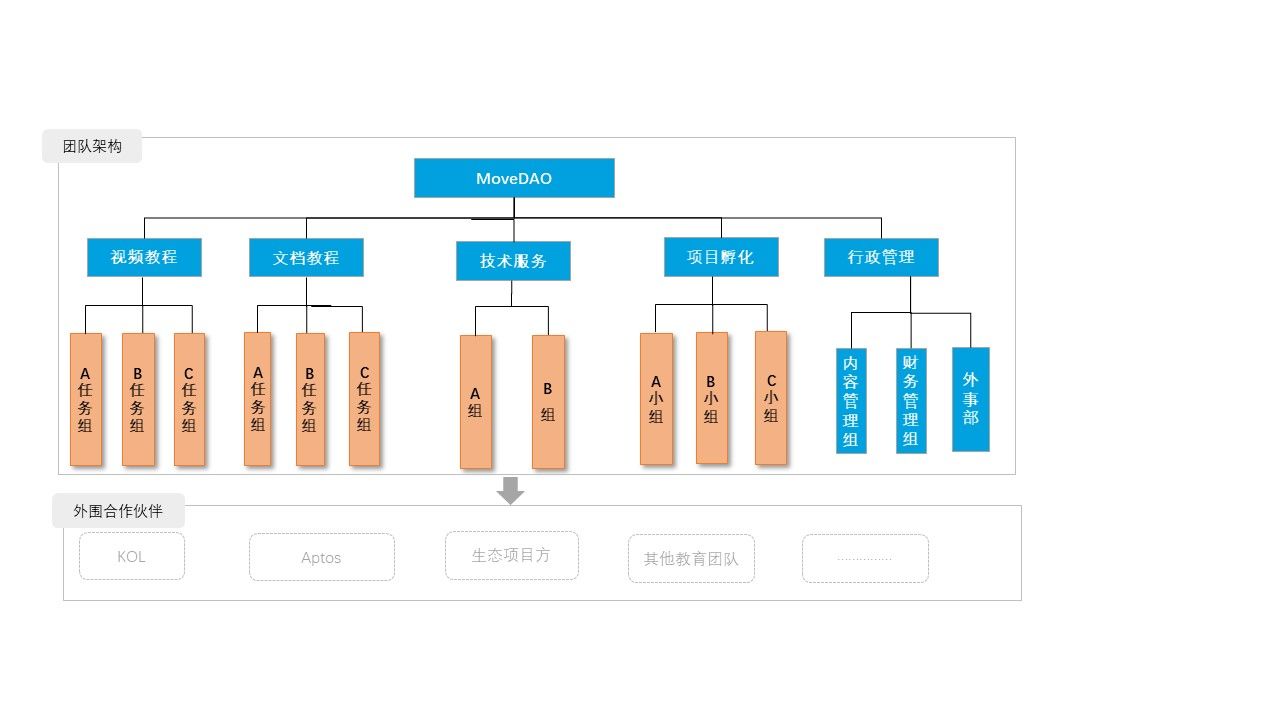 团队架构
MoveDAO
视频教程
文档教程
技术服务
项目孵化
行政管理
A任务组
B任务组
C任务组
A任务组
B任务组
C任务组
A组
B组
A小组
B小组
C小组
内容管理组
财务管理组
外事部
外围合作伙伴
KOL
Aptos
生态项目方
其他教育团队
...............